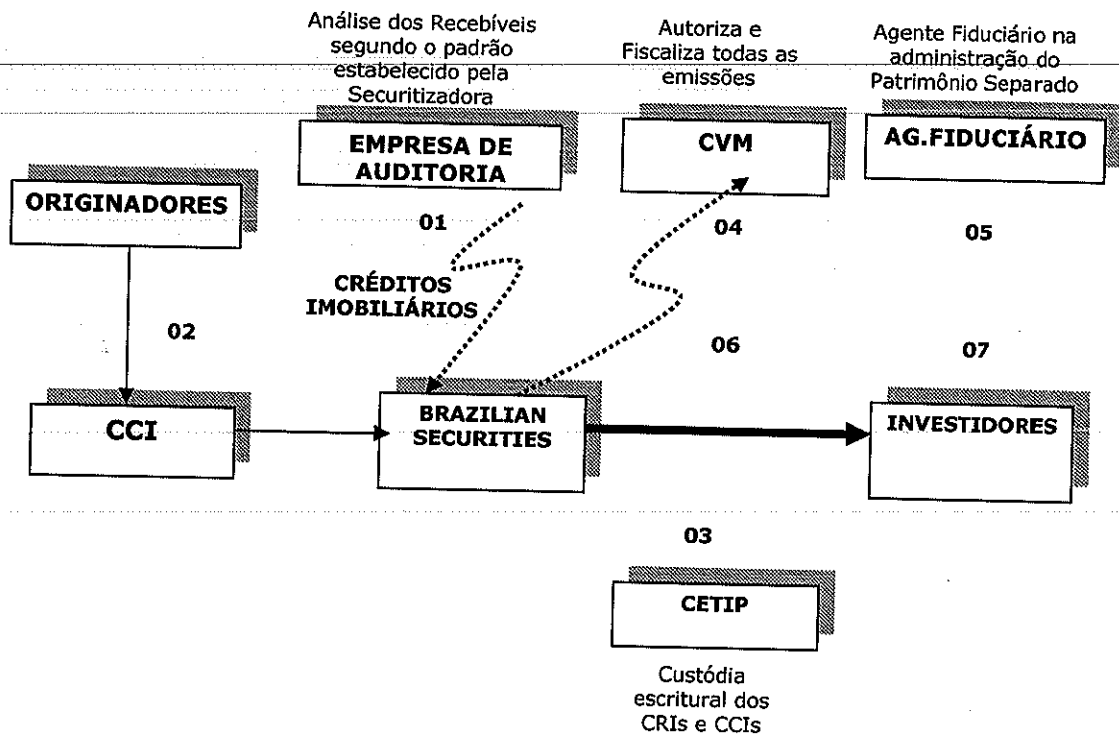 Análise dos Recebíveis
segundo o padrão
estabelecido pela
Securitizadora
Autoriza e
Fiscaliza todas as
emissões
Agente Fiduciário na
administração do
Patrimônio Separado
EMPRESA DE
AUDITORIA
CVM
AG.FIDUCIÁRIO
ORIGINADORES
01
04
05
CRÉDITOS
IMOBILIÁRIOS
02
06
07
CCI
BRAZILIAN
SECURITIES
INVESTIDORES
03
CETIP
Custódia
escritural dos
CRIs e CCIs